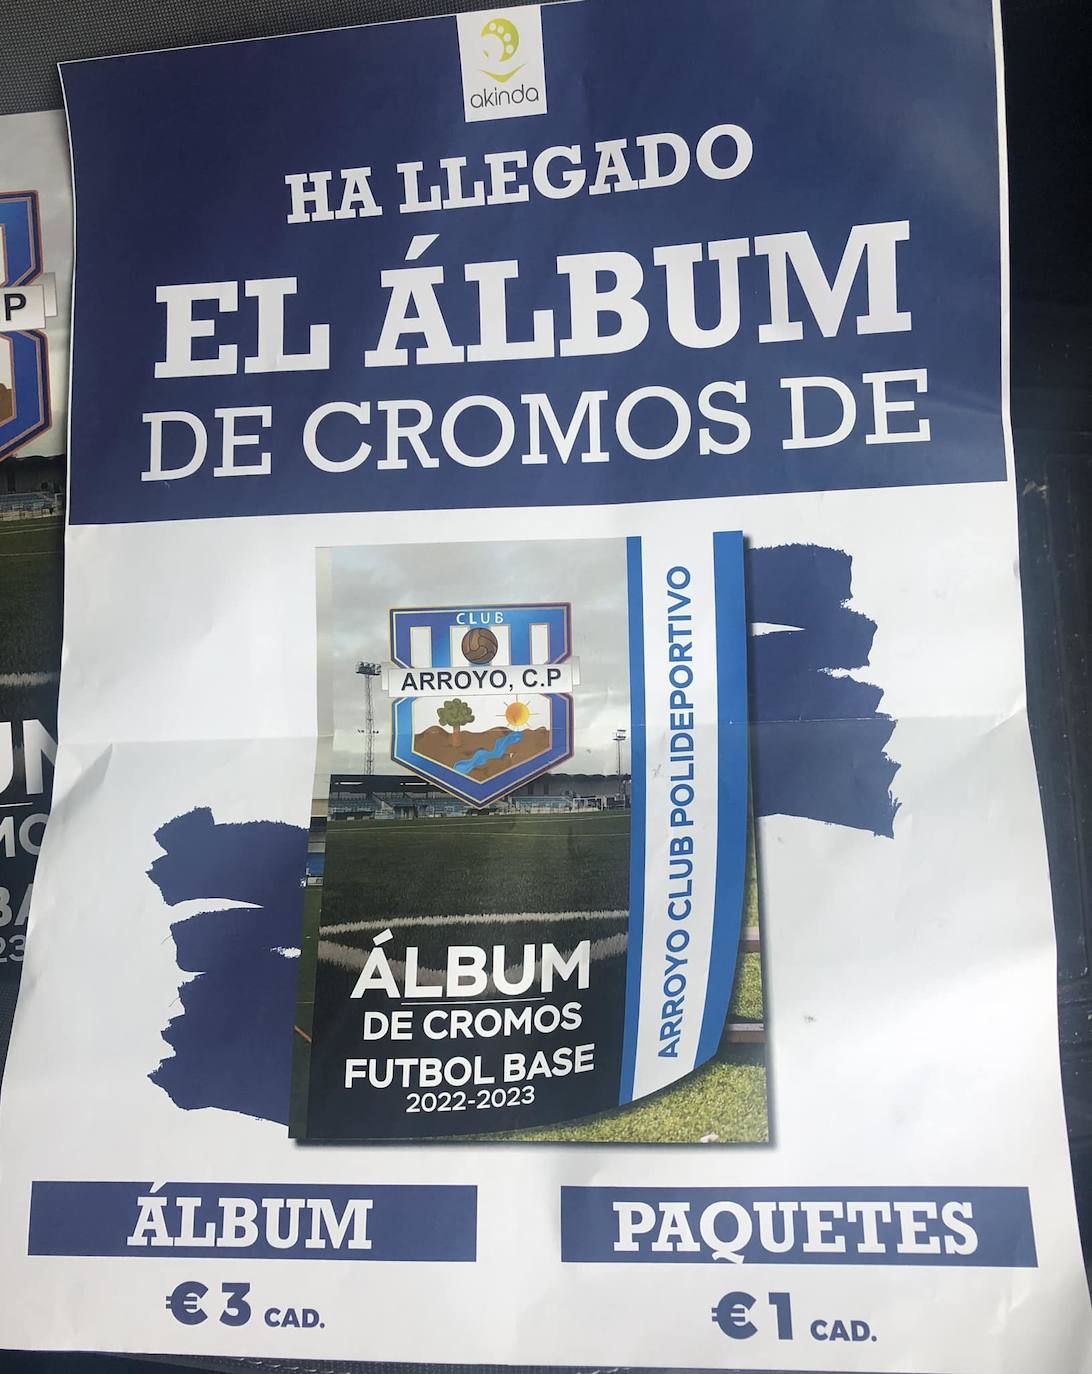 akinda
HA LLEGADO
EL ÁLBUM
DE CROMOS DE
CLUB
ARROYO, C.P
ARROYO CLUB POLIDEPORTIVO
ÁLBUM
DE CROMOS
FUTBOL BASE
2022-2023
ÁLBUM
€3 CAD.
PAQUETES
€1 CAD.
P